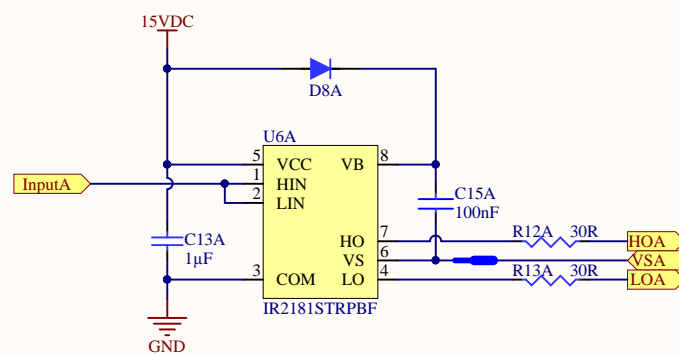 15VDC
D8A
U6A
5 VCC VB 8
1 HIN
2 LIN
InputA
C15A
100nF
C13A
1µF
HO 7 R12A 30R HOA
VS 6 VSA
3 COM LO 4 R13A 30R LOA
IR2181STRPBF
GND